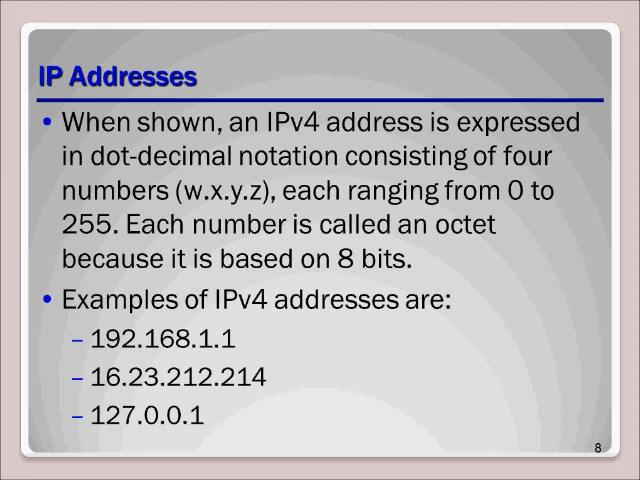 IP Addresses
• When shown, an IPv4 address is expressed
in dot-decimal notation consisting of four
numbers (w.x.y.z), each ranging from 0 to
255. Each number is called an octet
because it is based on 8 bits.
• Examples of IPv4 addresses are:
– 192.168.1.1
– 16.23.212.214
– 127.0.0.1
8